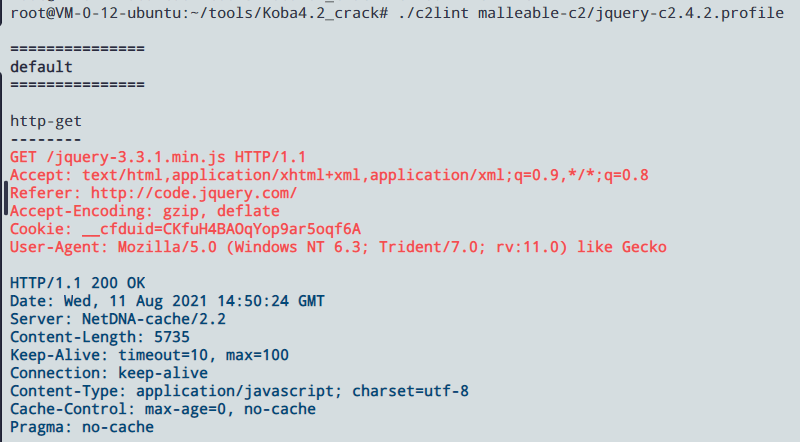 root@VM-0-12-ubuntu:~/tools/Koba4.2_crack# ./c2lint malleable-c2/jquery-c2.4.2.profile
===============
default
===============
http-get
--------
GET /jquery-3.3.1.min.js HTTP/1.1
Accept: text/html,application/xhtml+xml,application/xml;q=0.9,*/*;q=0.8
Referer: http://code.jquery.com/
Accept-Encoding: gzip, deflate
Cookie: __cfduid=CKfuH4BAOqYop9ar5oqf6A
User-Agent: Mozilla/5.0 (Windows NT 6.3; Trident/7.0; rv:11.0) like Gecko
HTTP/1.1 200 OK
Date: Wed, 11 Aug 2021 14:50:24 GMT
Server: NetDNA-cache/2.2
Content-Length: 5735
Keep-Alive: timeout=10, max=100
Connection: keep-alive
Content-Type: application/javascript; charset=utf-8
Cache-Control: max-age=0, no-cache
Pragma: no-cache